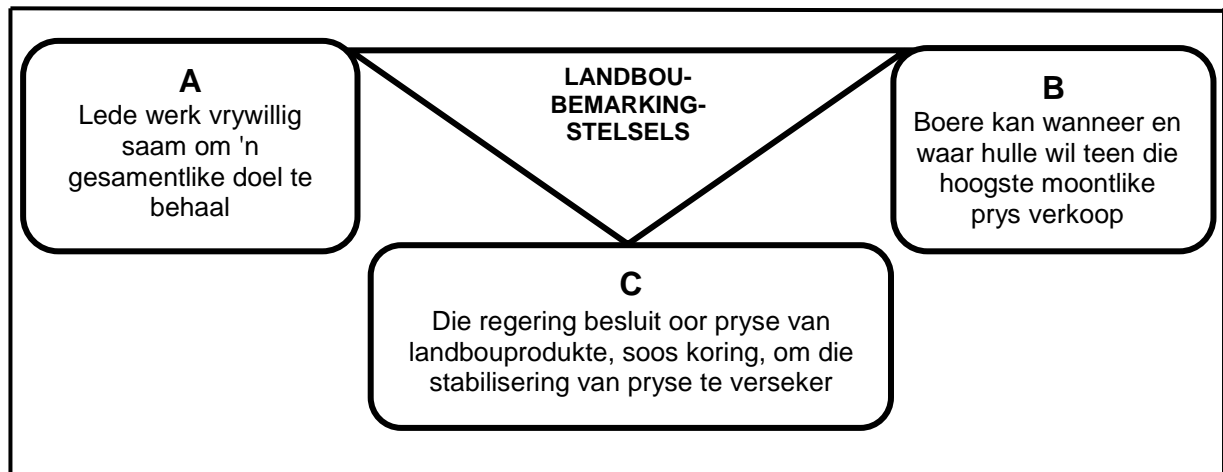 A
Lede werk vrywillig
saam om 'n
gesamentlike doel te
behaal
LANDBOU-
BEMARKING-
STELSELS
B
Boere kan wanneer en
waar hulle wil teen die
hoogste moontlike
prys verkoop
C
Die regering besluit oor pryse van
landbouprodukte, soos koring, om die
stabilisering van pryse te verseker